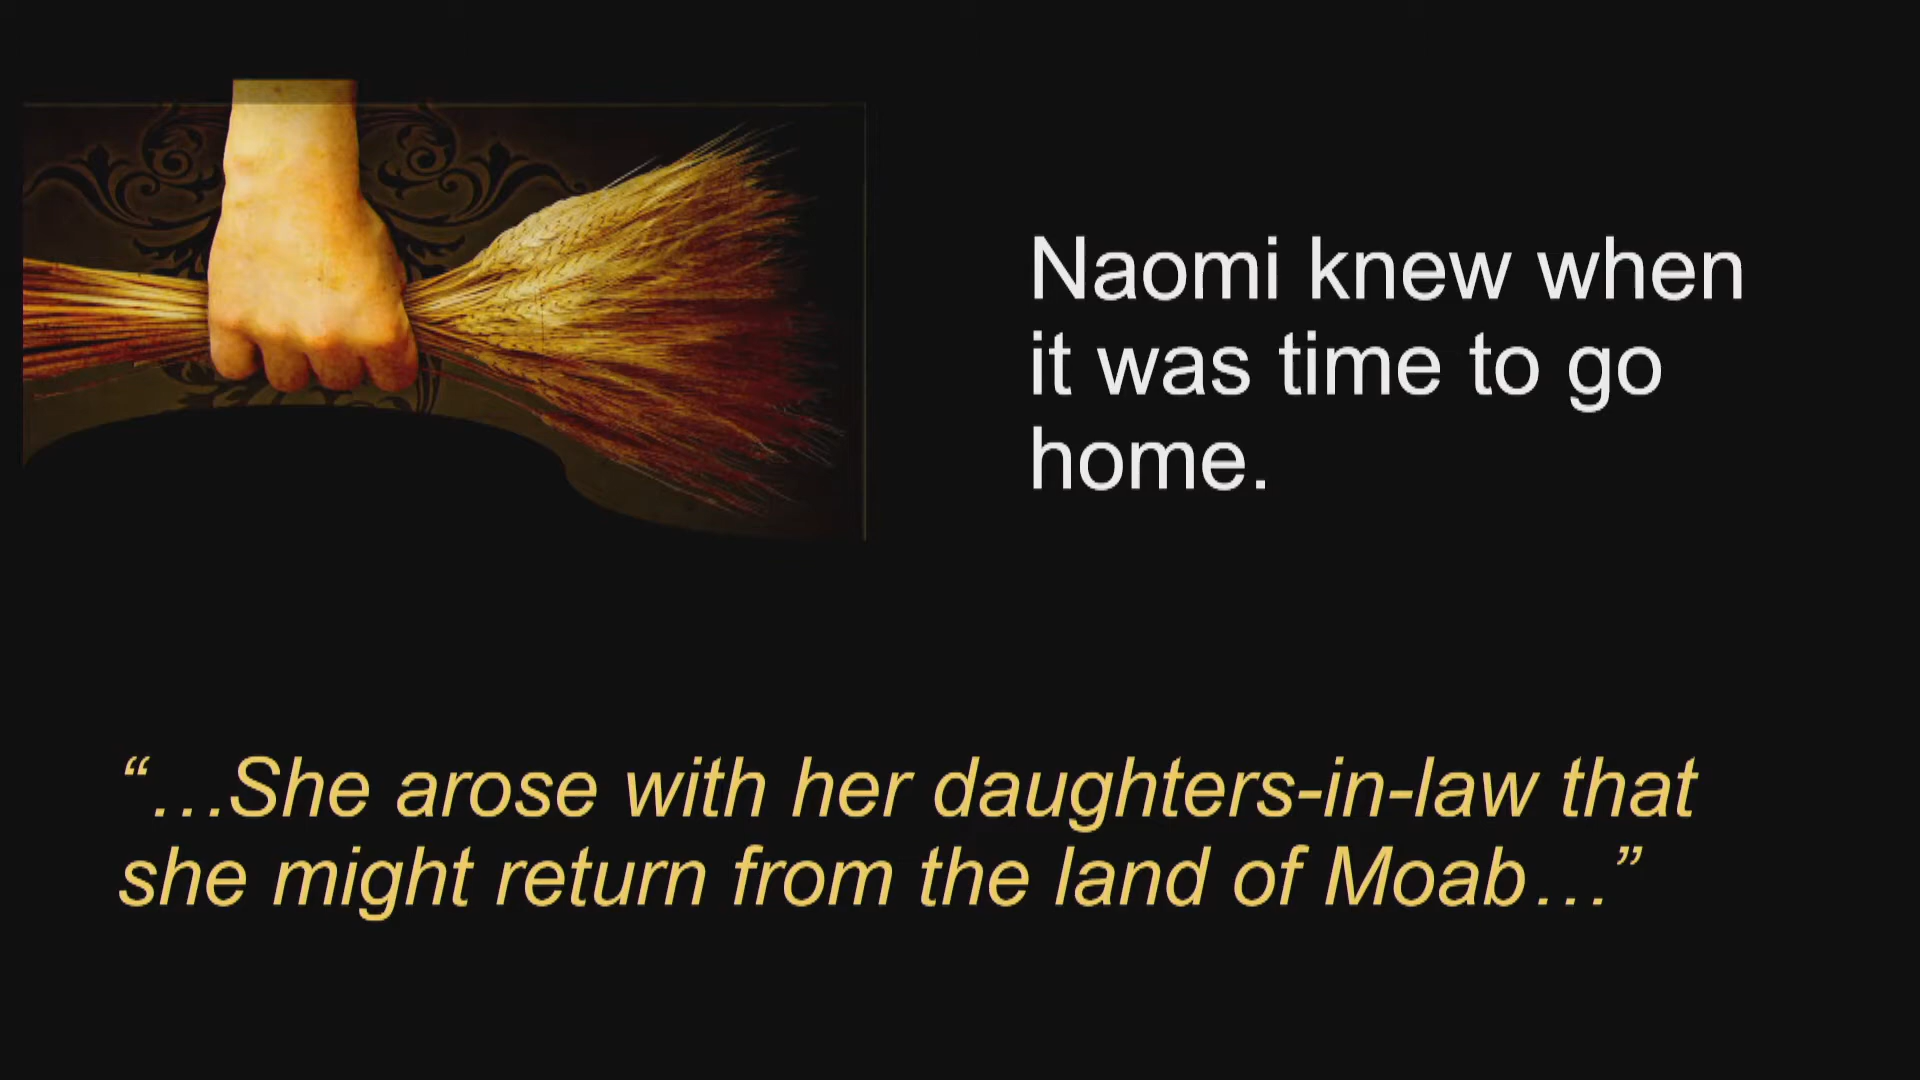 Naomi knew when
it was time to go
home.
“…She arose with her daughters-in-law that
she might return from the land of Moab…”